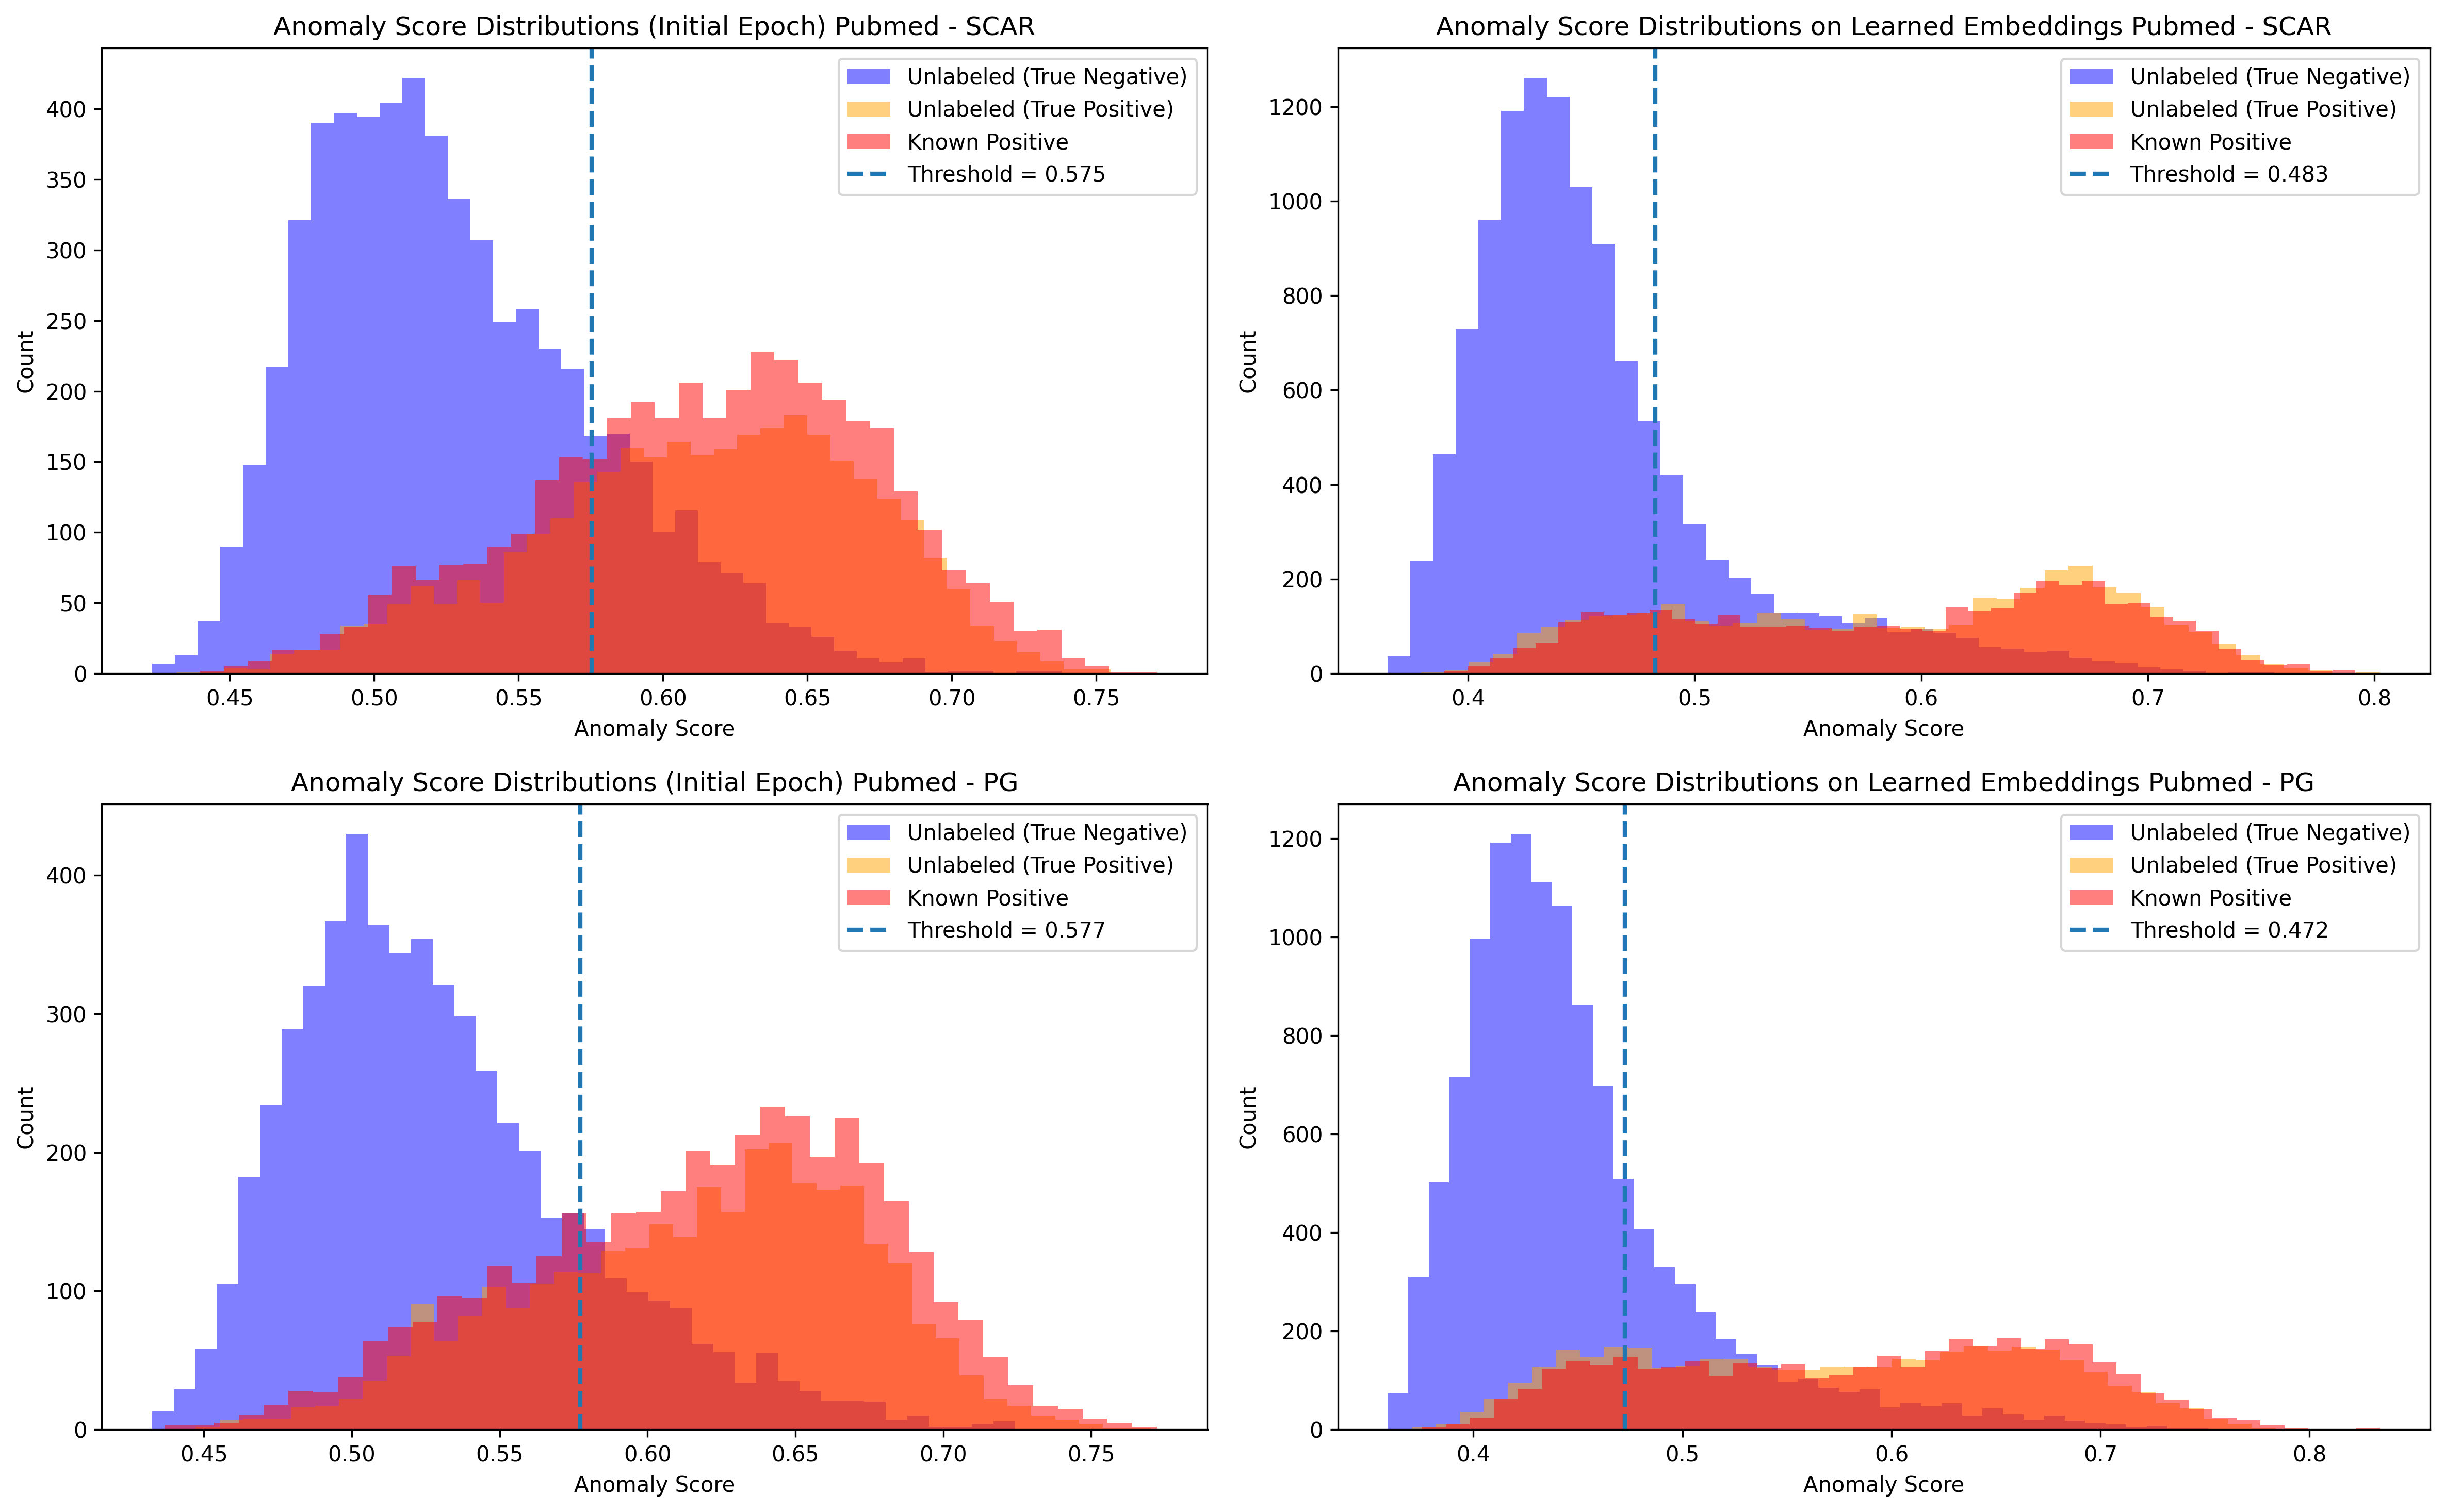 Anomaly Score Distributions (Initial Epoch) Pubmed - SCAR
Unlabeled (True Negative)
Unlabeled (True Positive)
Known Positive
Threshold = 0.575
Count
400
350
300
250
200
150
100
50
0
0.45 0.50 0.55 0.60 0.65 0.70 0.75
Anomaly Score
Anomaly Score Distributions on Learned Embeddings Pubmed - SCAR
Unlabeled (True Negative)
Unlabeled (True Positive)
Known Positive
Threshold = 0.483
Count
1200
1000
800
600
400
200
0
0.4 0.5 0.6 0.7 0.8
Anomaly Score
Anomaly Score Distributions (Initial Epoch) Pubmed - PG
Unlabeled (True Negative)
Unlabeled (True Positive)
Known Positive
Threshold = 0.577
Count
400
300
200
100
0
0.45 0.50 0.55 0.60 0.65 0.70 0.75
Anomaly Score
Anomaly Score Distributions on Learned Embeddings Pubmed - PG
Unlabeled (True Negative)
Unlabeled (True Positive)
Known Positive
Threshold = 0.472
Count
1200
1000
800
600
400
200
0
0.4 0.5 0.6 0.7 0.8
Anomaly Score